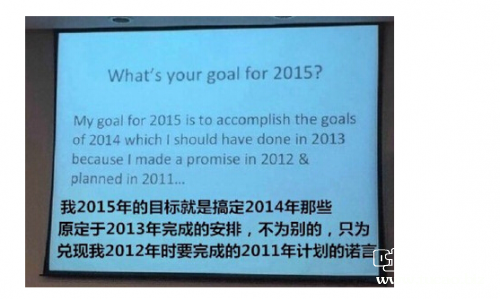 What's your goal for 2015?
My goal for 2015 is to accomplish the goals
of 2014 which I should have done in 2013
because I made a promise in 2012 &
planned in 2011...
我2015年的目标就是搞定2014年那些
原定于2013年完成的安排，不为别的，只为
兑现我2012年时要完成的2011年计划的诺言